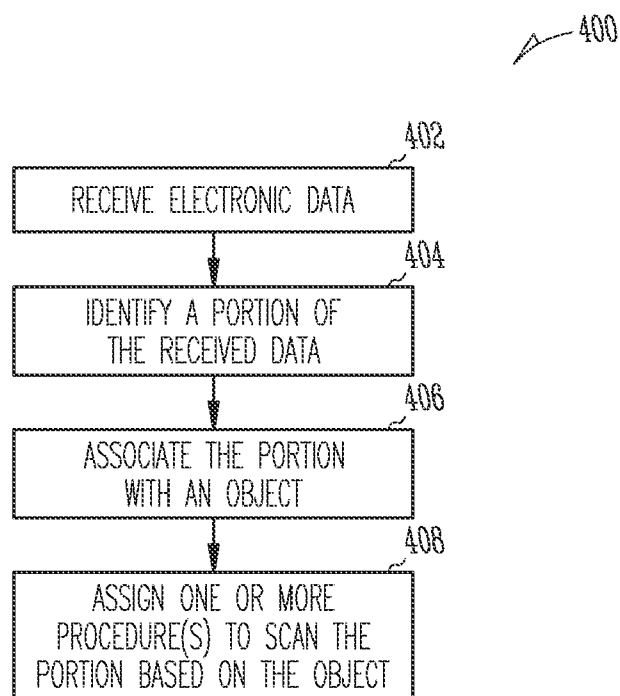 400
402
RECEIVE ELECTRONIC DATA
404
IDENTIFY A PORTION OF
THE RECEIVED DATA
406
ASSOCIATE THE PORTION
WITH AN OBJECT
408
ASSIGN ONE OR MORE
PROCEDURE(S) TO SCAN THE
PORTION BASED ON THE OBJECT